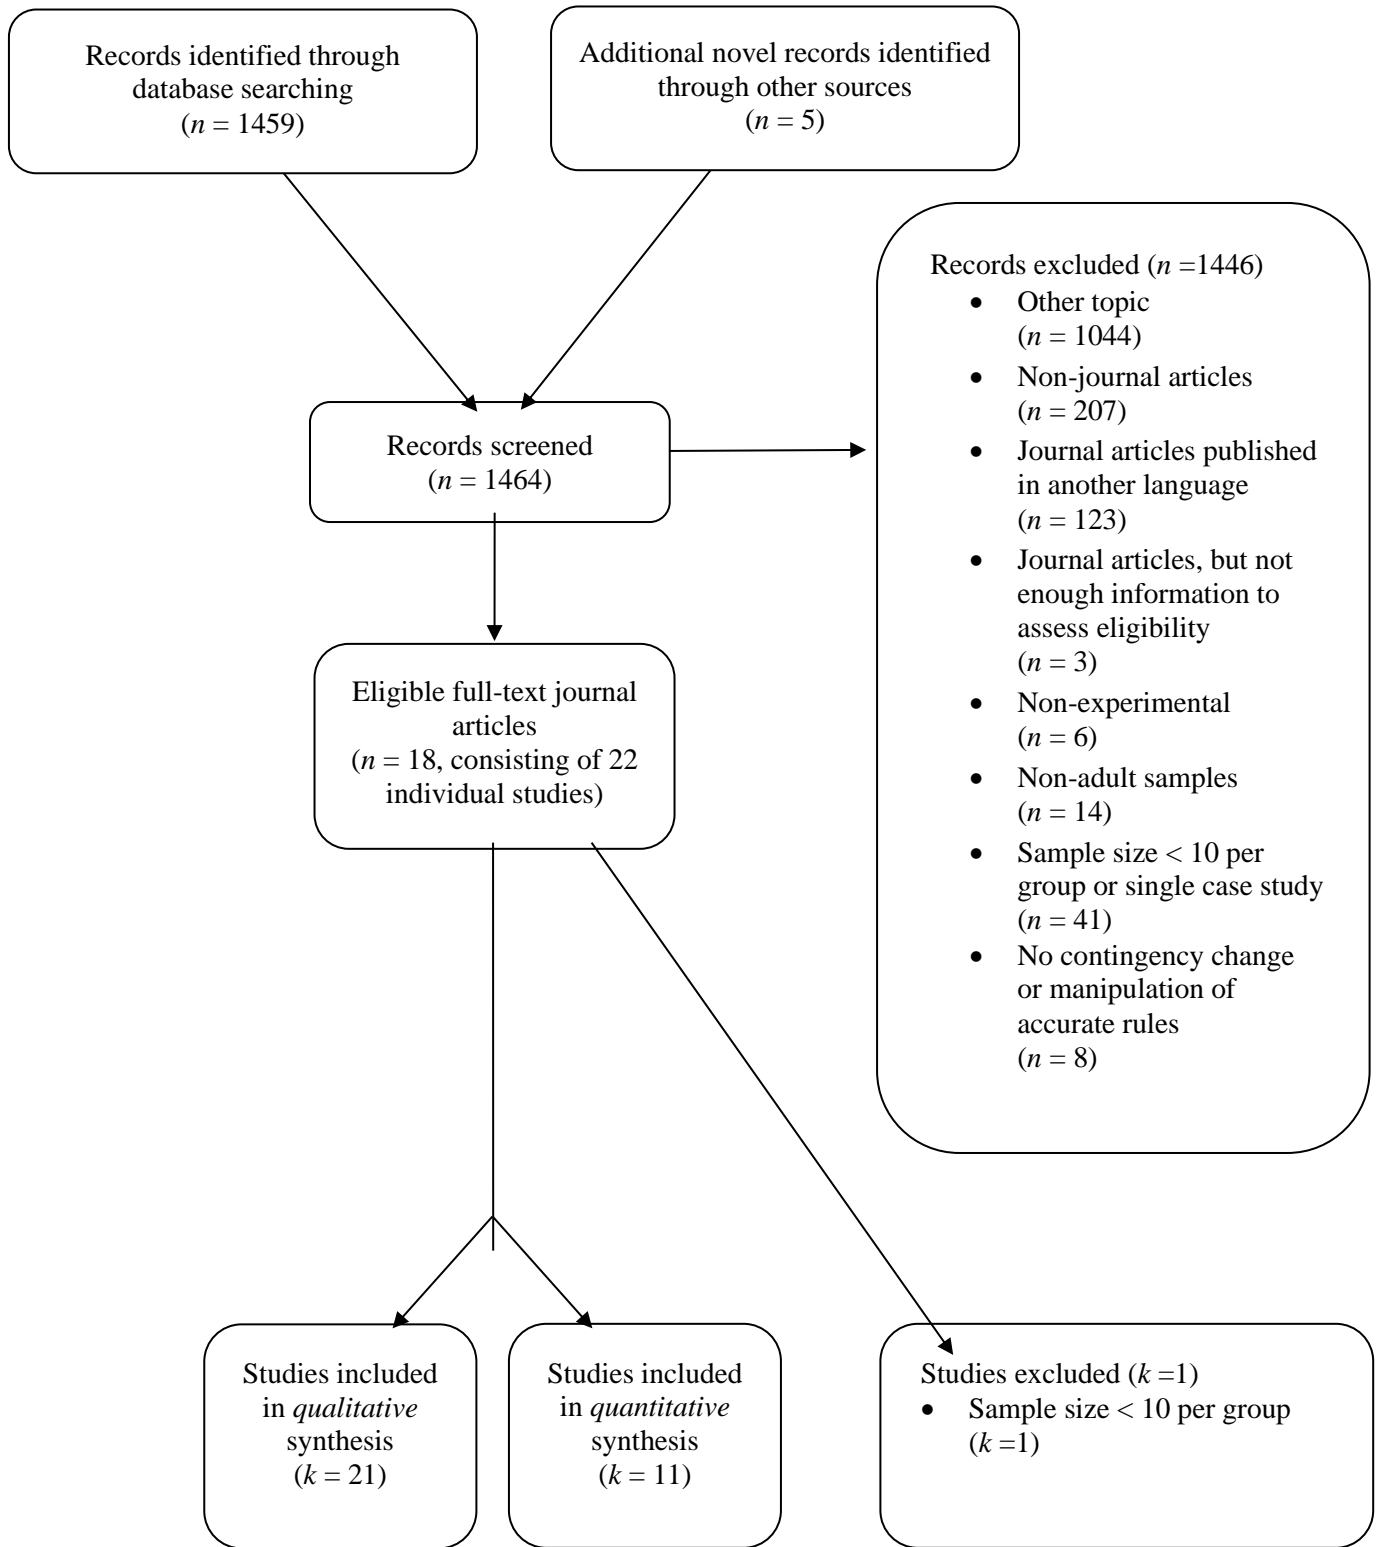 Records identified through
database searching
(n = 1459)
Additional novel records identified
through other sources
(n = 5)
Records excluded (n =1446)
• Other topic
(n = 1044)
• Non-journal articles
(n = 207)
• Journal articles published
in another language
(n = 123)
• Journal articles, but not
enough information to
assess eligibility
(n = 3)
• Non-experimental
(n = 6)
• Non-adult samples
(n = 14)
• Sample size < 10 per
group or single case study
(n = 41)
• No contingency change
or manipulation of
accurate rules
(n = 8)
Records screened
(n = 1464)
Eligible full-text journal
articles
(n = 18, consisting of 22
individual studies)
Studies included
in qualitative
synthesis
(k = 21)
Studies included
in quantitative
synthesis
(k = 11)
Studies excluded (k =1)
• Sample size < 10 per group
(k =1)